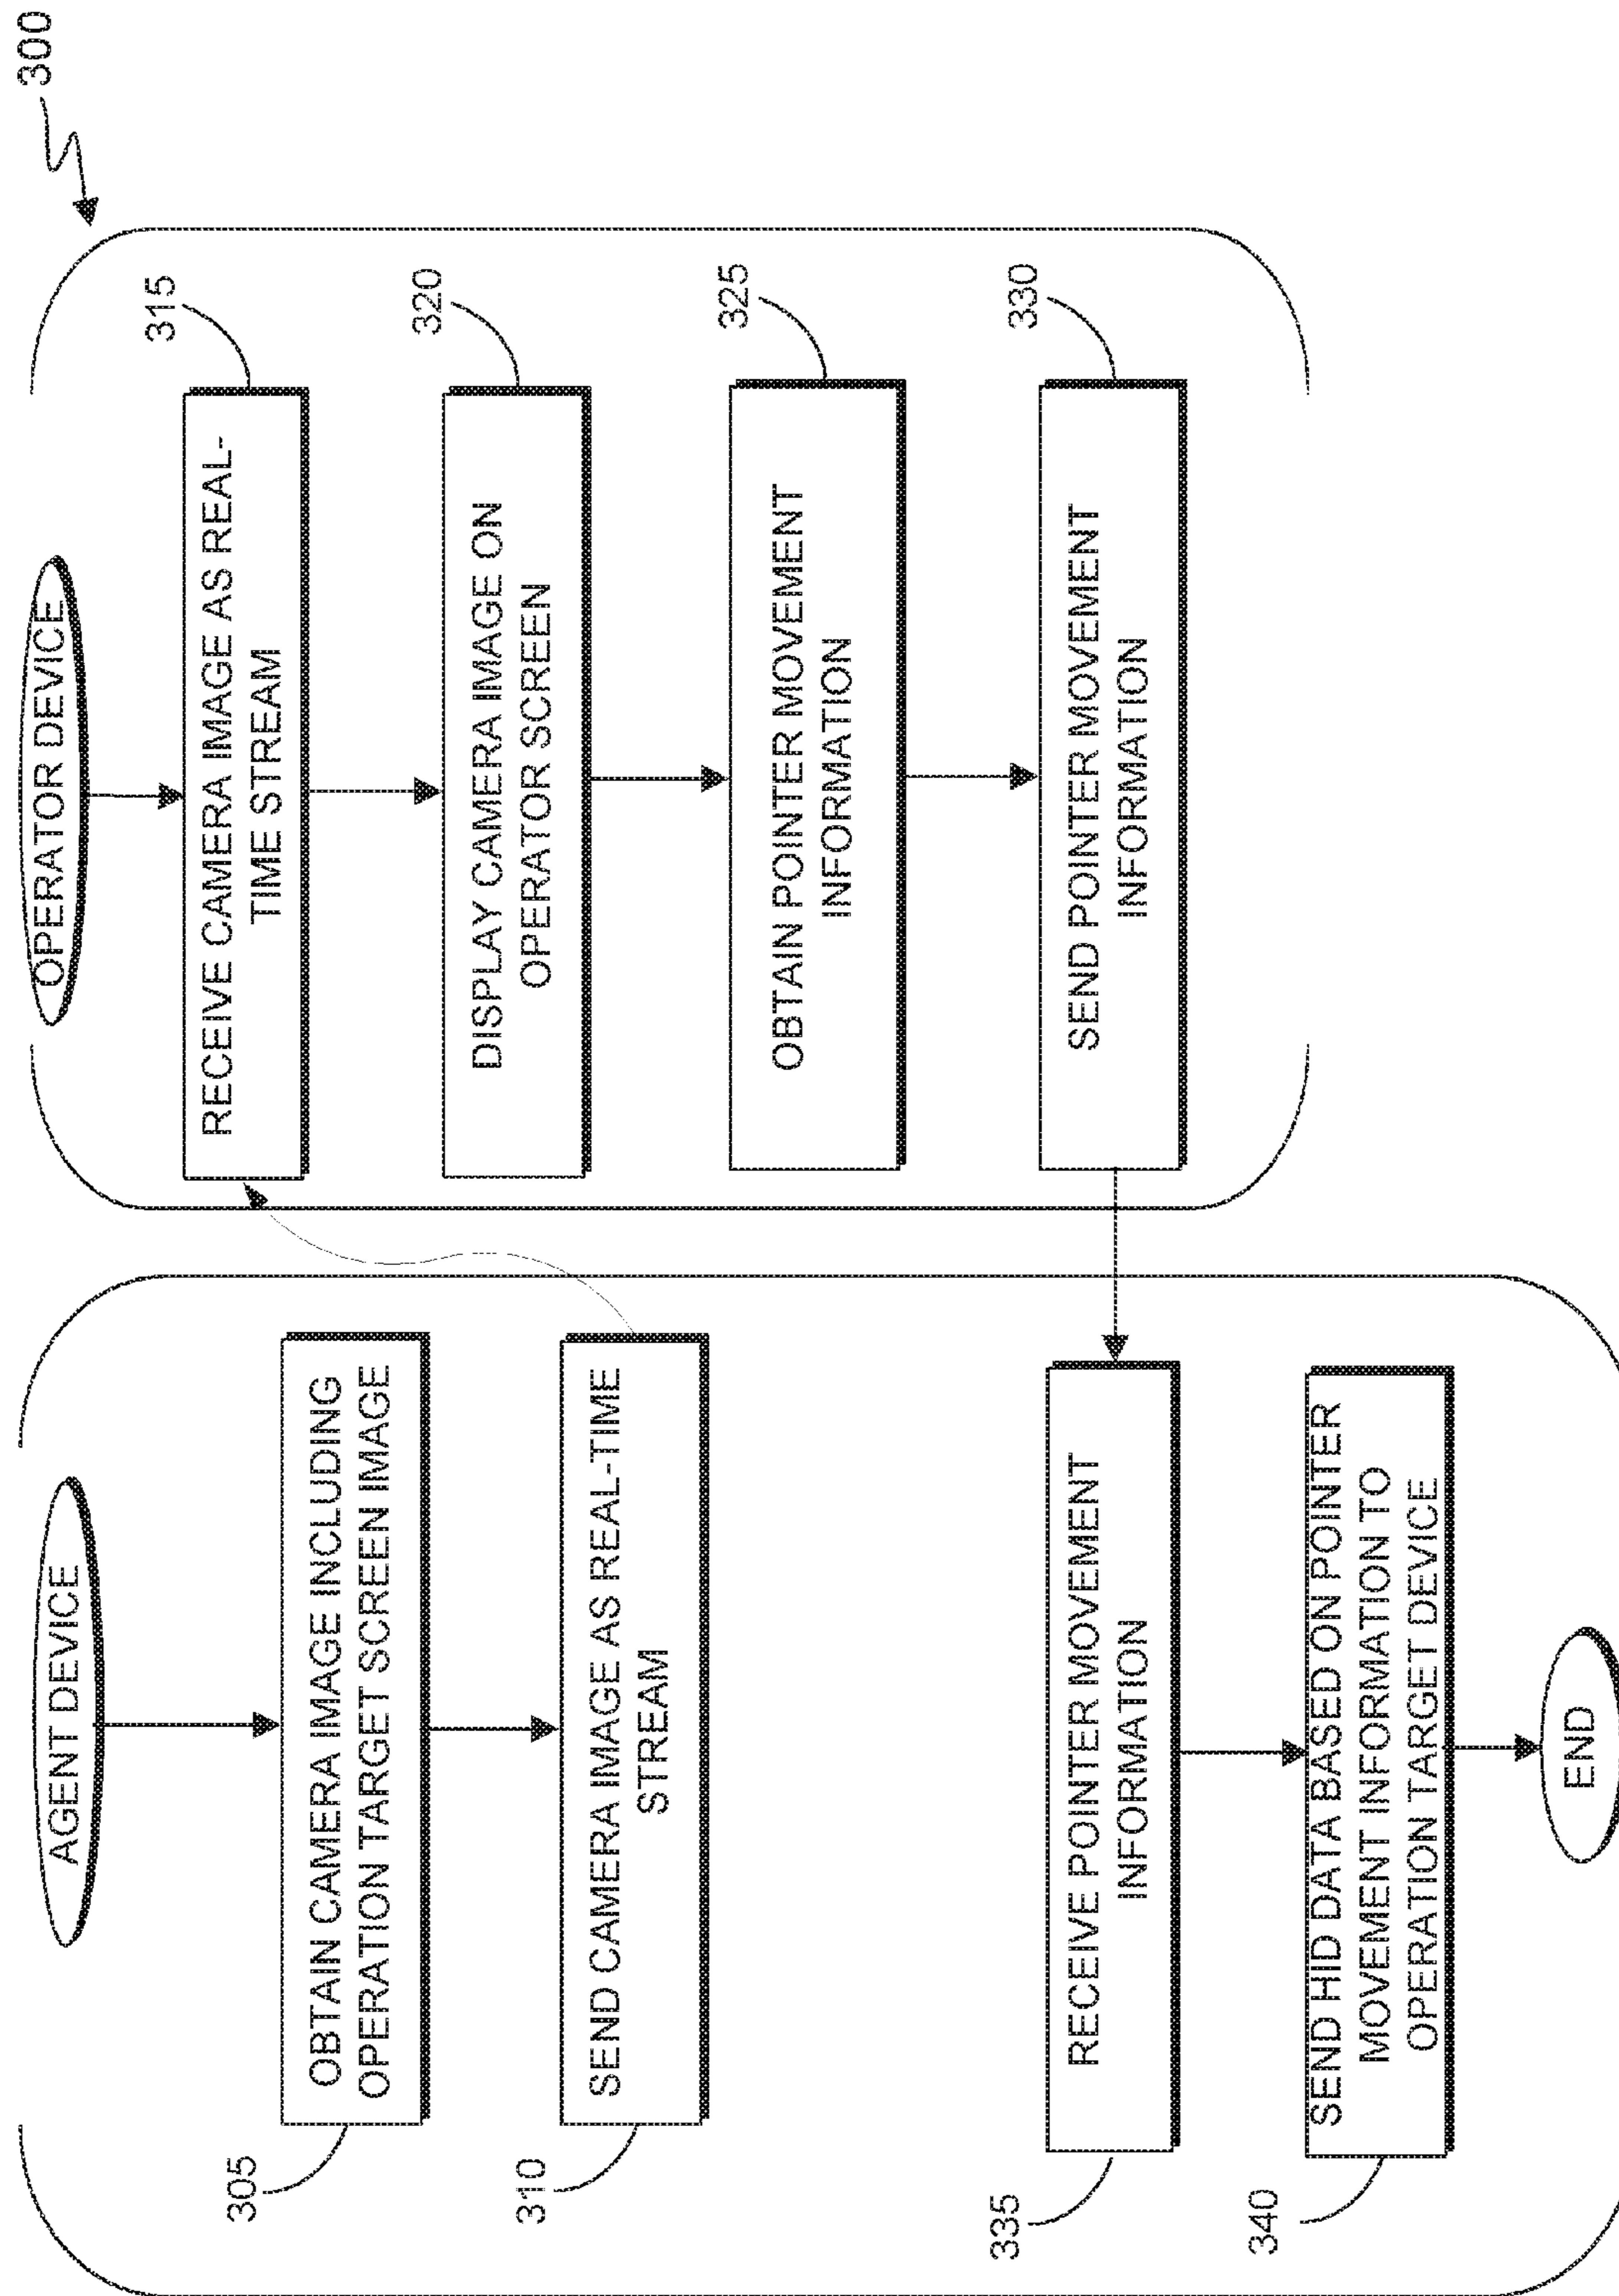 300
AGENT DEVICE
305
OBTAIN CAMERA IMAGE INCLUDING
OPERATION TARGET SCREEN IMAGE
310
SEND CAMERA IMAGE AS REAL-TIME
STREAM
OPERATOR DEVICE
315
RECEIVE CAMERA IMAGE AS REAL-
TIME STREAM
320
DISPLAY CAMERA IMAGE ON
OPERATOR SCREEN
325
OBTAIN POINTER MOVEMENT
INFORMATION
330
SEND POINTER MOVEMENT
INFORMATION
335
RECEIVE POINTER MOVEMENT
INFORMATION
340
SEND HID DATA BASED ON POINTER
MOVEMENT INFORMATION TO
OPERATION TARGET DEVICE
END